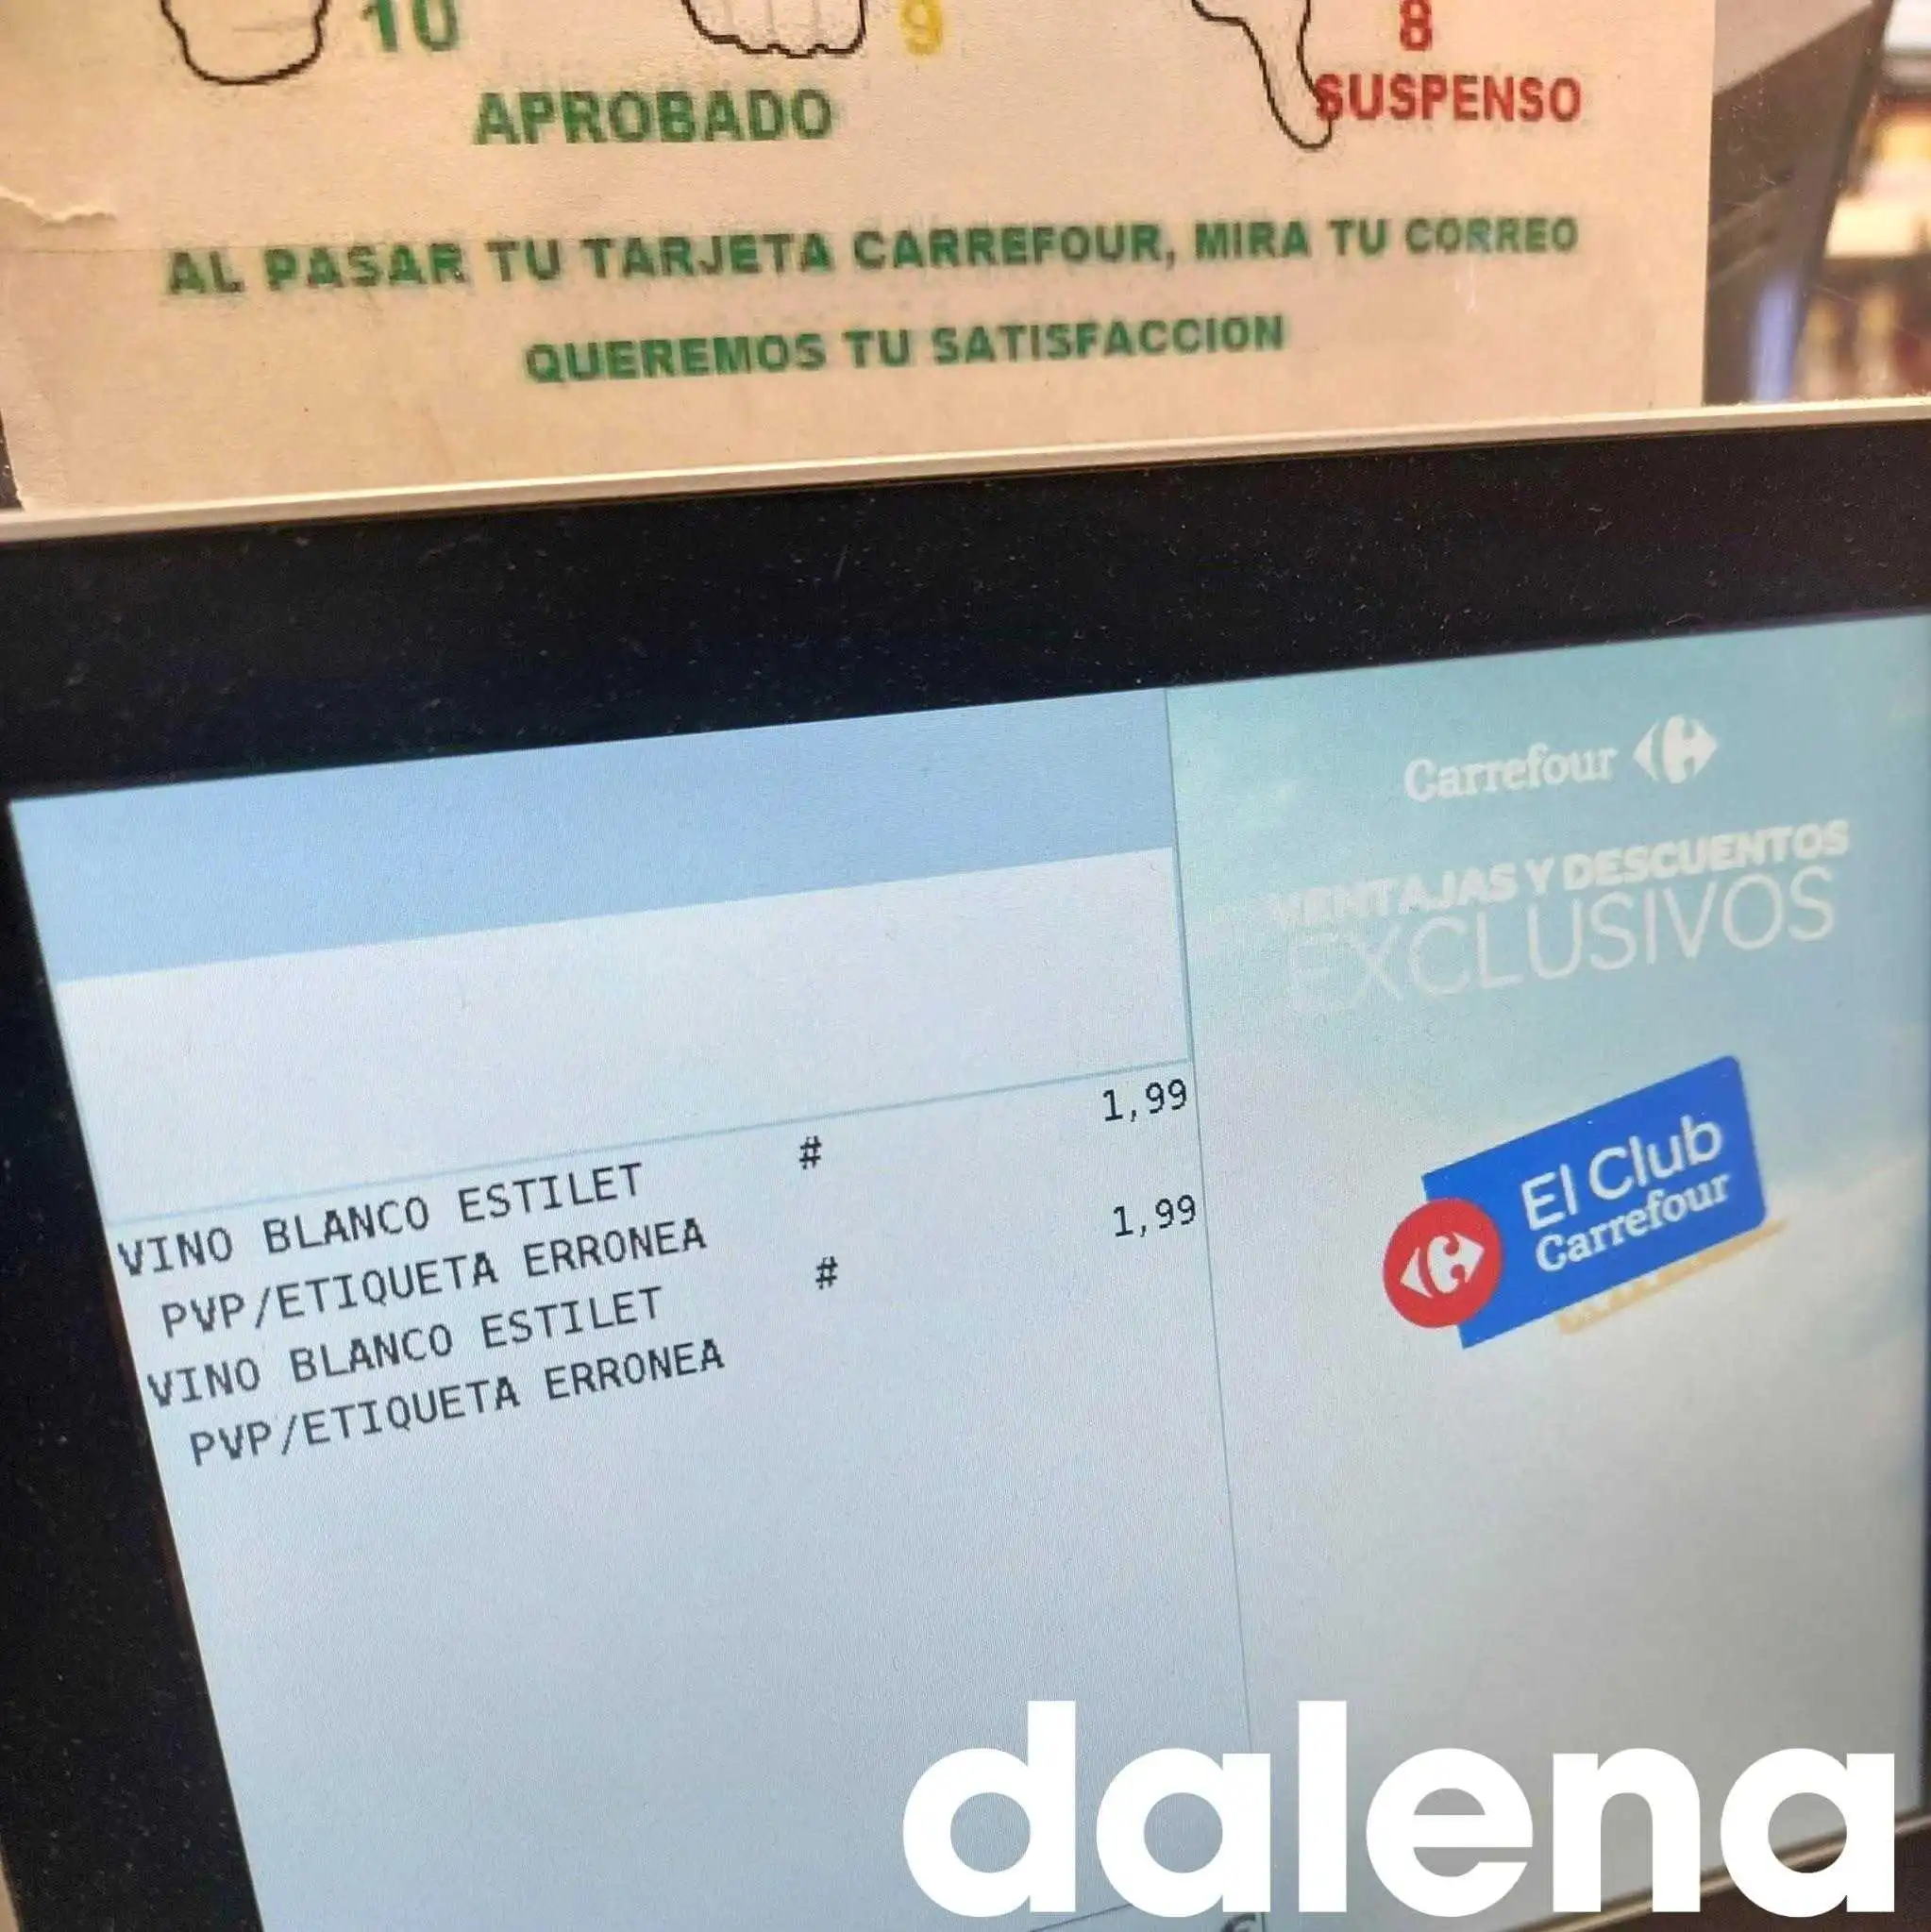 10
9
8
APROBADO
SUSPENSO
AL PASAR TU TARJETA CARREFOUR, MIRA TU CORREO
QUEREMOS TU SATISFACCION
Carrefour
VENTAJAS Y DESCUENTOS
EXCLUSIVOS
El Club
Carrefour
VINO BLANCO ESTILET # 1,99
PVP/ETIQUETA ERRONEA
VINO BLANCO ESTILET # 1,99
PVP/ETIQUETA ERRONEA
€
dalena